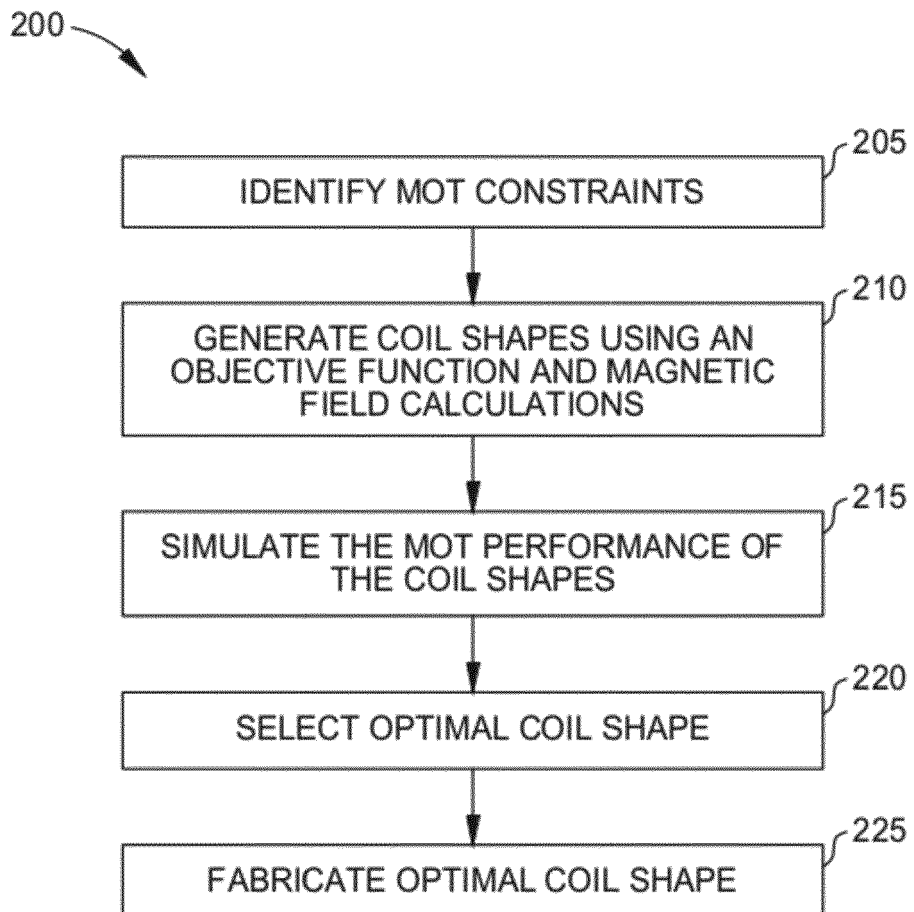 200
205
IDENTIFY MOT CONSTRAINTS
210
GENERATE COIL SHAPES USING AN
OBJECTIVE FUNCTION AND MAGNETIC
FIELD CALCULATIONS
215
SIMULATE THE MOT PERFORMANCE OF
THE COIL SHAPES
220
SELECT OPTIMAL COIL SHAPE
225
FABRICATE OPTIMAL COIL SHAPE